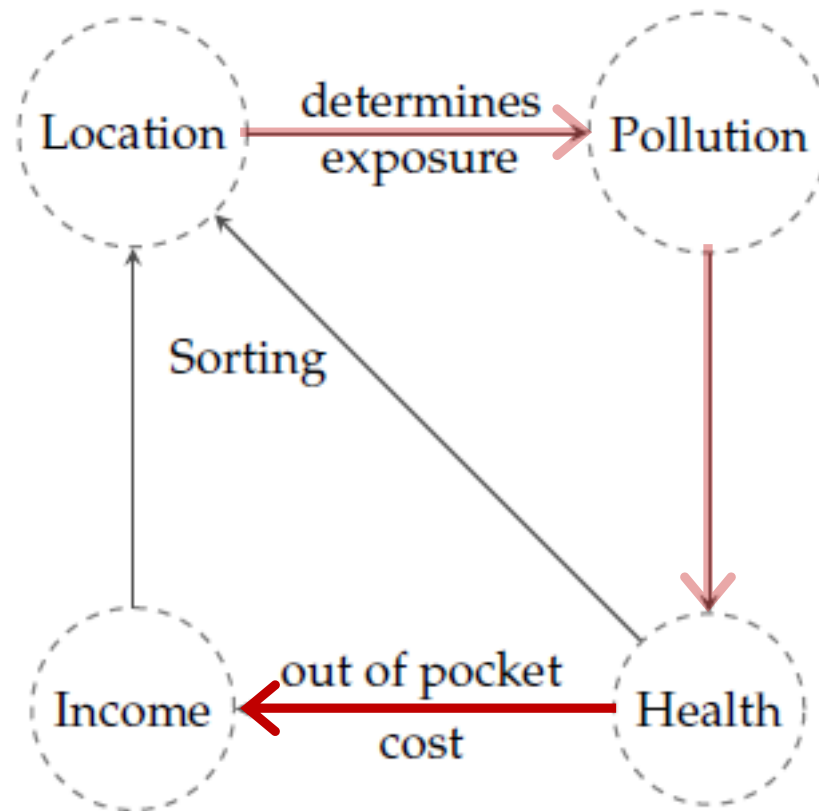 determines
Location
Pollution
exposure
Sorting
out of pocket
Income
Health
cost